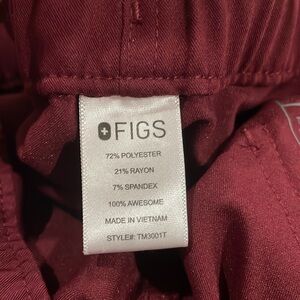 FIGS
72% POLYESTER
21% RAYON
7% SPANDEX
100% AWESOME
MADE IN VIETNAM
STYLE#: TM3001T